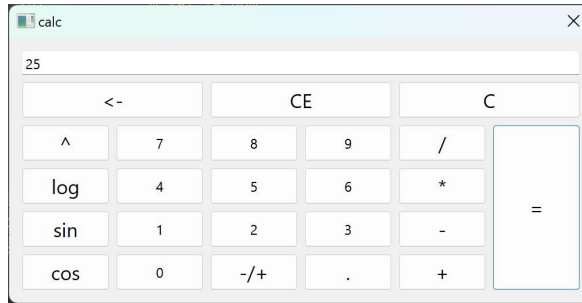 calc
25
<- CE C
^ 7 8 9 / =
log 4 5 6 *
sin 1 2 3 -
cos 0 -/+ . +